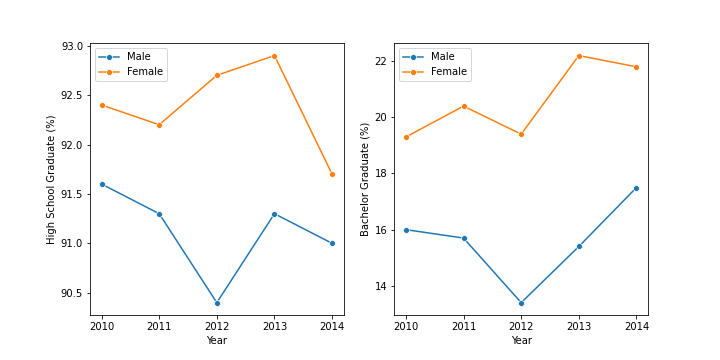 Male
Female
High School Graduate (%)
93.0
92.5
92.0
91.5
91.0
90.5
2010 2011 2012 2013 2014
Year
Male
Female
Bachelor Graduate (%)
22
20
18
16
14
2010 2011 2012 2013 2014
Year